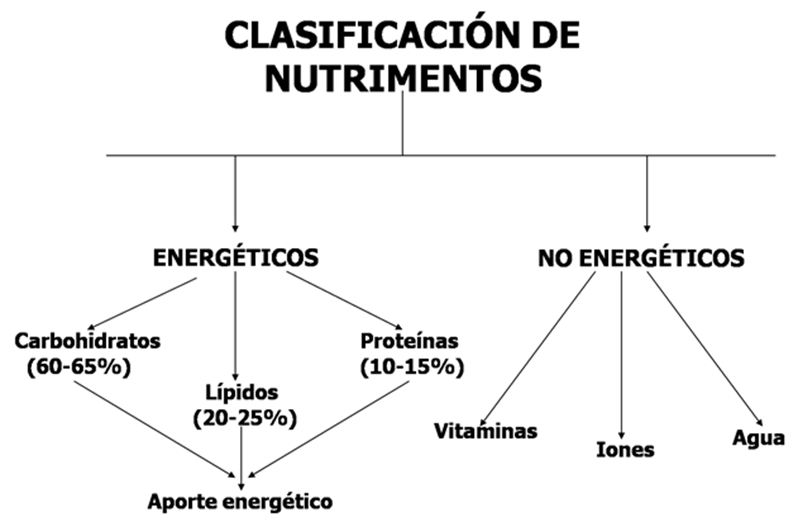 CLASIFICACIÓN DE
NUTRIMENTOS
ENERGÉTICOS
NO ENERGÉTICOS
Carbohidratos
(60-65%)
Proteínas
(10-15%)
Lípidos
(20-25%)
Vitaminas
Iones
Agua
Aporte energético